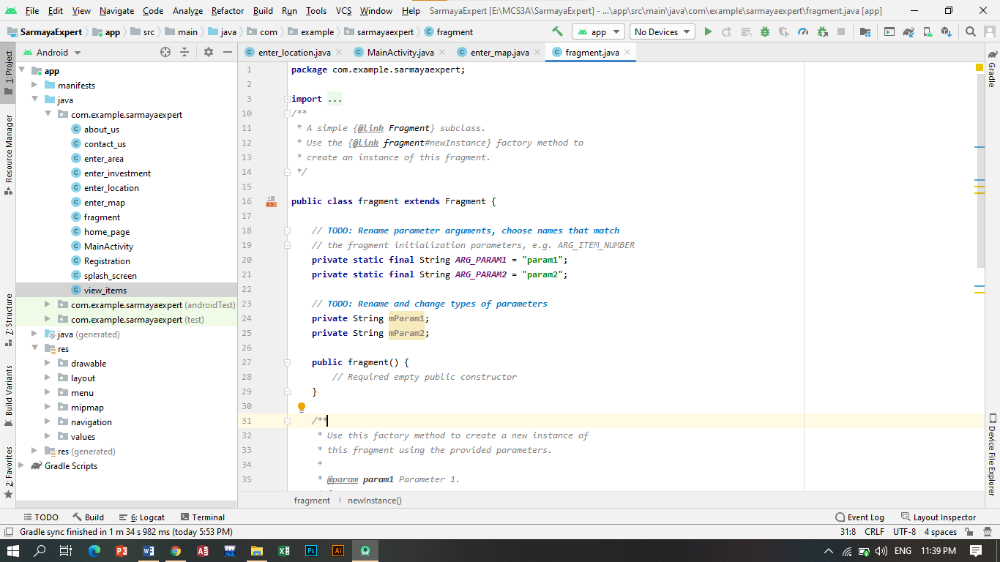 File Edit View Navigate Code Analyze Refactor Build Run Tools VCS Window Help SarmayaExpert [E:\MCS3A\SarmayaExpert] - ...\app\src\main\java\com\example\sarmayaexpert\fragment.java [app]
SarmayaExpert app src main java com example sarmayaexpert fragment app No Devices
Android enter_location.java MainActivity.java enter_map.java fragment.java
1: Project
Resource Manager
7: Structure
Build Variants
2: Favorites
app
manifests
java
com.example.sarmayaexpert
about_us
contact_us
enter_area
enter_investment
enter_location
enter_map
fragment
home_page
MainActivity
Registration
splash_screen
view_items
com.example.sarmayaexpert (androidTest)
com.example.sarmayaexpert (test)
java (generated)
res
drawable
layout
menu
mipmap
navigation
values
res (generated)
Gradle Scripts
1 package com.example.sarmayaexpert;
2
3 import ...
10 /**
11 * A simple {@link Fragment} subclass.
12 * Use the {@link fragment#newInstance} factory method to
13 * create an instance of this fragment.
14 */
15
16 public class fragment extends Fragment {
17
18 // TODO: Rename parameter arguments, choose names that match
19 // the fragment initialization parameters, e.g. ARG_ITEM_NUMBER
20 private static final String ARG_PARAM1 = "param1";
21 private static final String ARG_PARAM2 = "param2";
22
23 // TODO: Rename and change types of parameters
24 private String mParam1;
25 private String mParam2;
26
27 public fragment() {
28 // Required empty public constructor
29 }
30
31 /**
32 * Use this factory method to create a new instance of
33 * this fragment using the provided parameters.
34 *
35 * @param param1 Parameter 1.
fragment newInstance()
Gradle
Device File Explorer
TODO Build 6: Logcat Terminal Event Log Layout Inspector
Gradle sync finished in 1 m 34 s 982 ms (today 5:53 PM) 31:8 CRLF UTF-8 4 spaces
ENG 11:39 PM